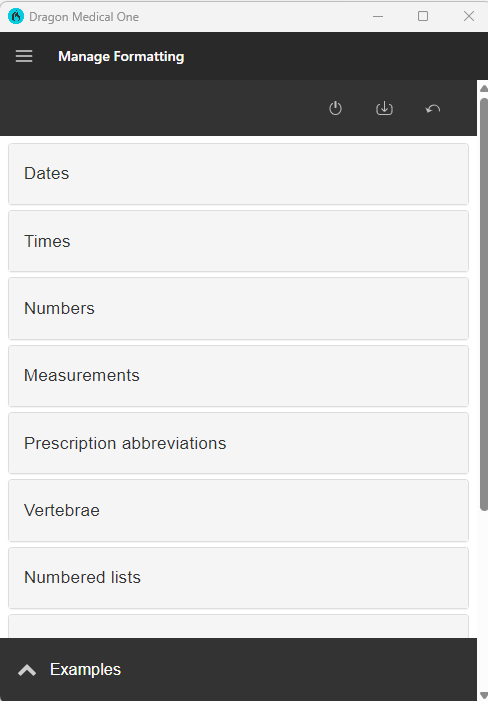 Dragon Medical One
Manage Formatting
Dates
Times
Numbers
Measurements
Prescription abbreviations
Vertebrae
Numbered lists
Examples